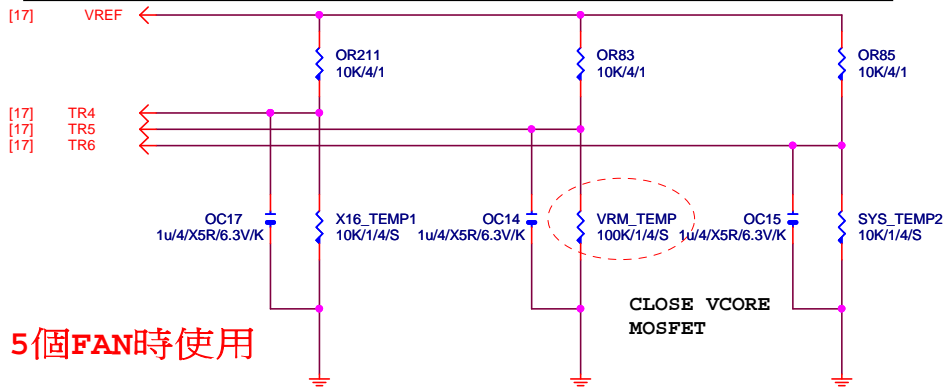 [17] VREF
OR211
10K/4/1
OR83
10K/4/1
OR85
10K/4/1
[17] TR4
[17] TR5
[17] TR6
OC17
1u/4/X5R/6.3V/K
X16_TEMP1
10K/1/4/S
OC14
1u/4/X5R/6.3V/K
VRM_TEMP
100K/1/4/S
OC15
1u/4/X5R/6.3V/K
SYS_TEMP2
10K/1/4/S
CLOSE VCORE
MOSFET
5個FAN時使用